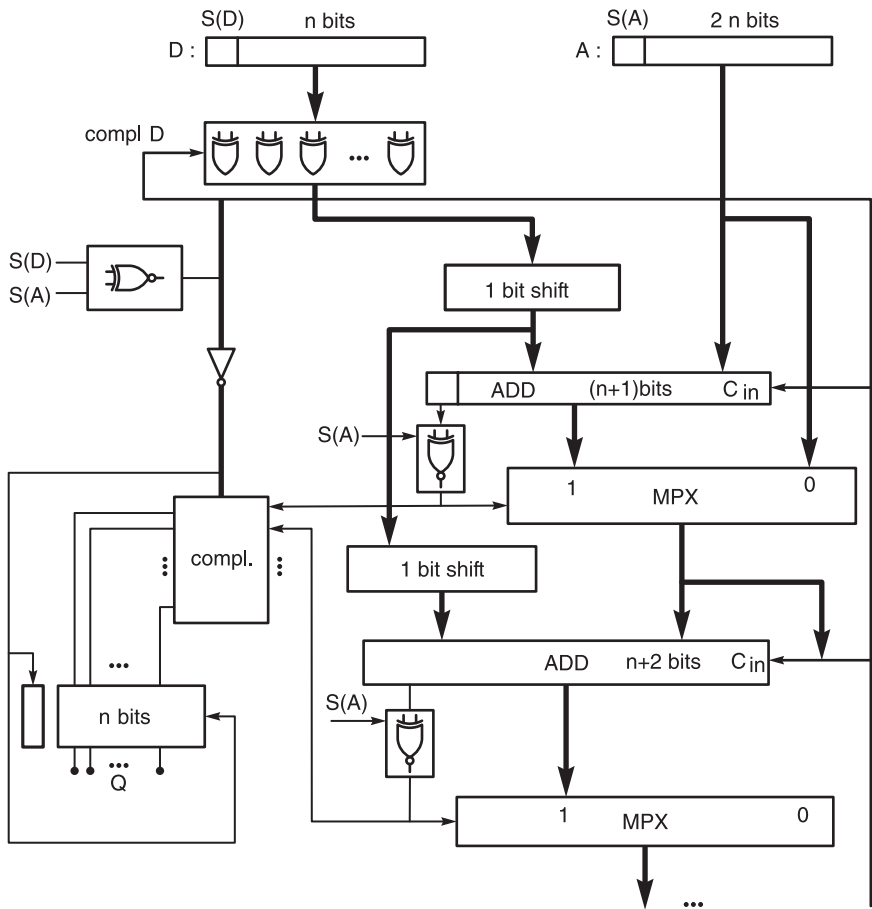 S(D) n bits S(A) 2 n bits
D : A :
compl D
•••
S(D)
S(A)
1 bit shift
ADD (n+1)bits C in
S(A)
1 0
MPX
compl.
1 bit shift
•••
ADD n+2 bits C in
n bits
S(A)
•••
Q
1 0
MPX
•••